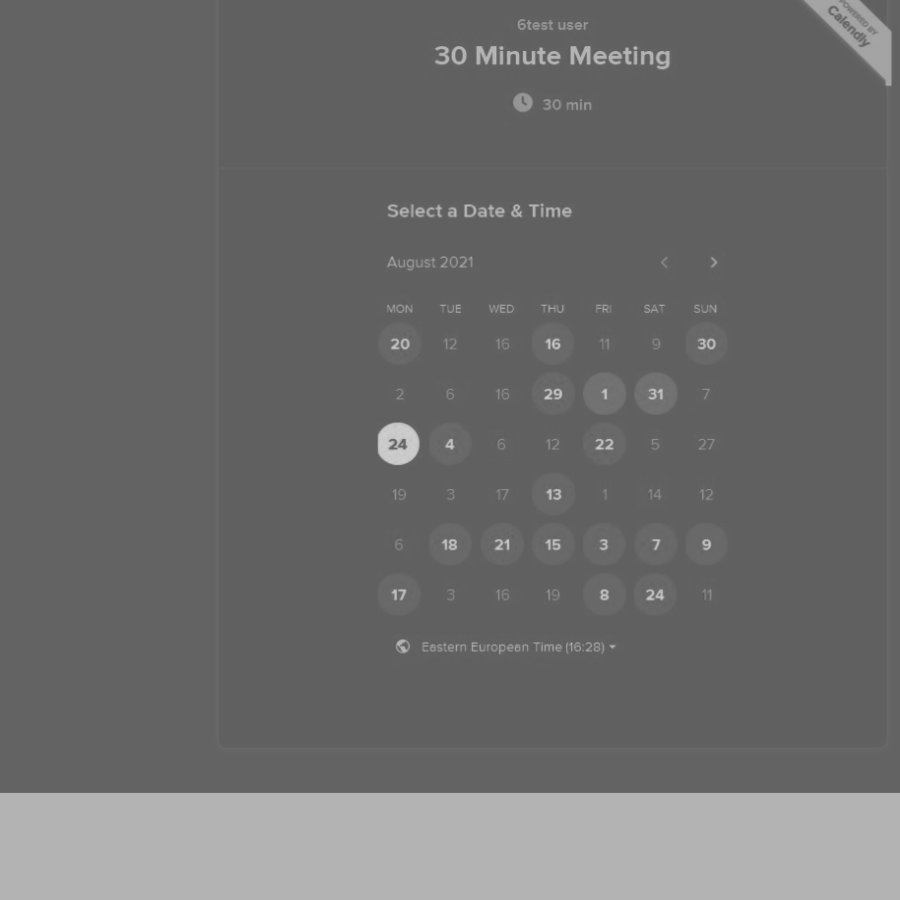 POWERED BY
Calendly
6test user
30 Minute Meeting
30 min
Select a Date & Time
August 2021
MON TUE WED THU FRI SAT SUN
20 12 16 16 11 9 30
2 6 16 29 1 31 7
24 4 6 12 22 5 27
19 3 17 13 1 14 12
6 18 21 15 3 7 9
17 3 16 19 8 24 11
Eastern European Time (16:28)